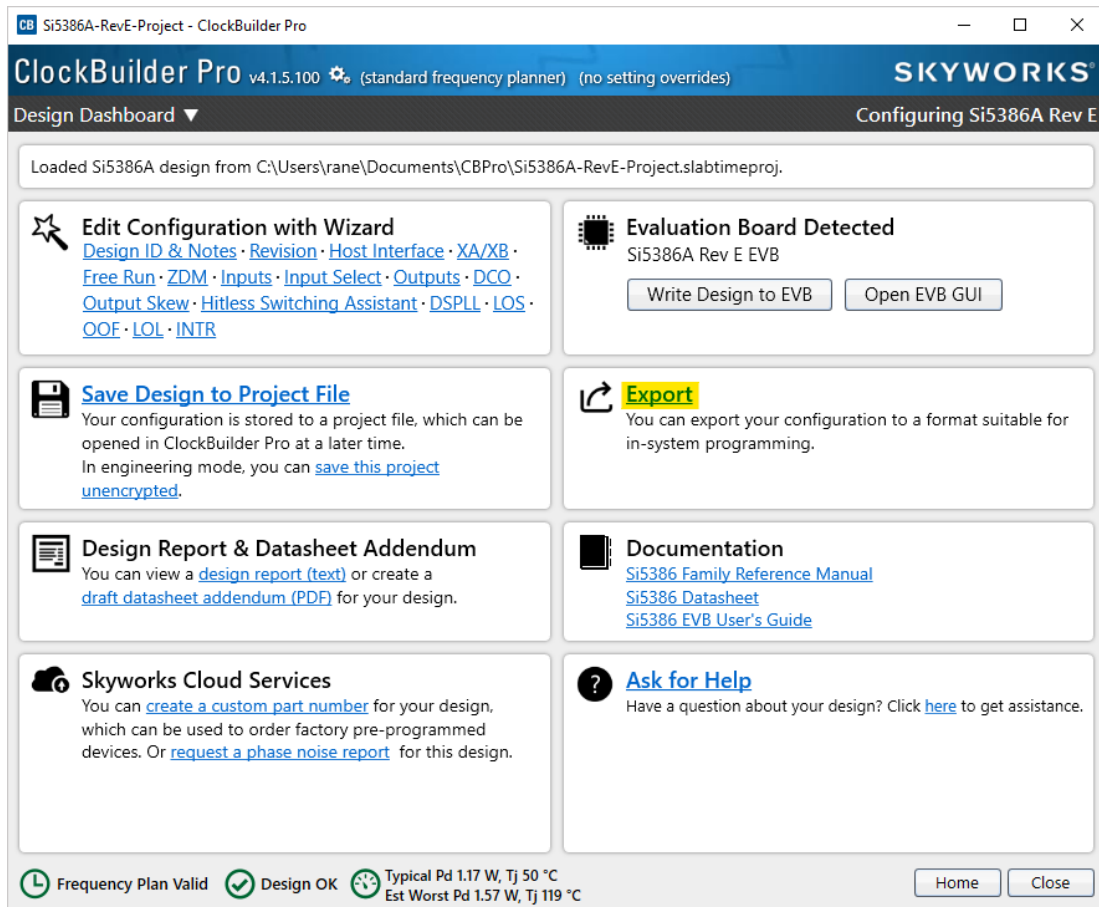 CB Si5386A-RevE-Project - ClockBuilder Pro
ClockBuilder Pro v4.1.5.100 (standard frequency planner) (no setting overrides) SKYWORKS®
Design Dashboard ▼ Configuring Si5386A Rev E
Loaded Si5386A design from C:\Users\rane\Documents\CBPro\Si5386A-RevE-Project.slabtimeproj.
Edit Configuration with Wizard
Design ID & Notes · Revision · Host Interface · XA/XB ·
Free Run · ZDM · Inputs · Input Select · Outputs · DCO ·
Output Skew · Hitless Switching Assistant · DSPLL · LOS ·
OOF · LOL · INTR
Evaluation Board Detected
Si5386A Rev E EVB
Write Design to EVB Open EVB GUI
Save Design to Project File
Your configuration is stored to a project file, which can be
opened in ClockBuilder Pro at a later time.
In engineering mode, you can save this project
unencrypted.
Export
You can export your configuration to a format suitable for
in-system programming.
Design Report & Datasheet Addendum
You can view a design report (text) or create a
draft datasheet addendum (PDF) for your design.
Documentation
Si5386 Family Reference Manual
Si5386 Datasheet
Si5386 EVB User's Guide
Skyworks Cloud Services
You can create a custom part number for your design,
which can be used to order factory pre-programmed
devices. Or request a phase noise report for this design.
? Ask for Help
Have a question about your design? Click here to get assistance.
Frequency Plan Valid Design OK Typical Pd 1.17 W, Tj 50 °C
Est Worst Pd 1.57 W, Tj 119 °C
Home Close